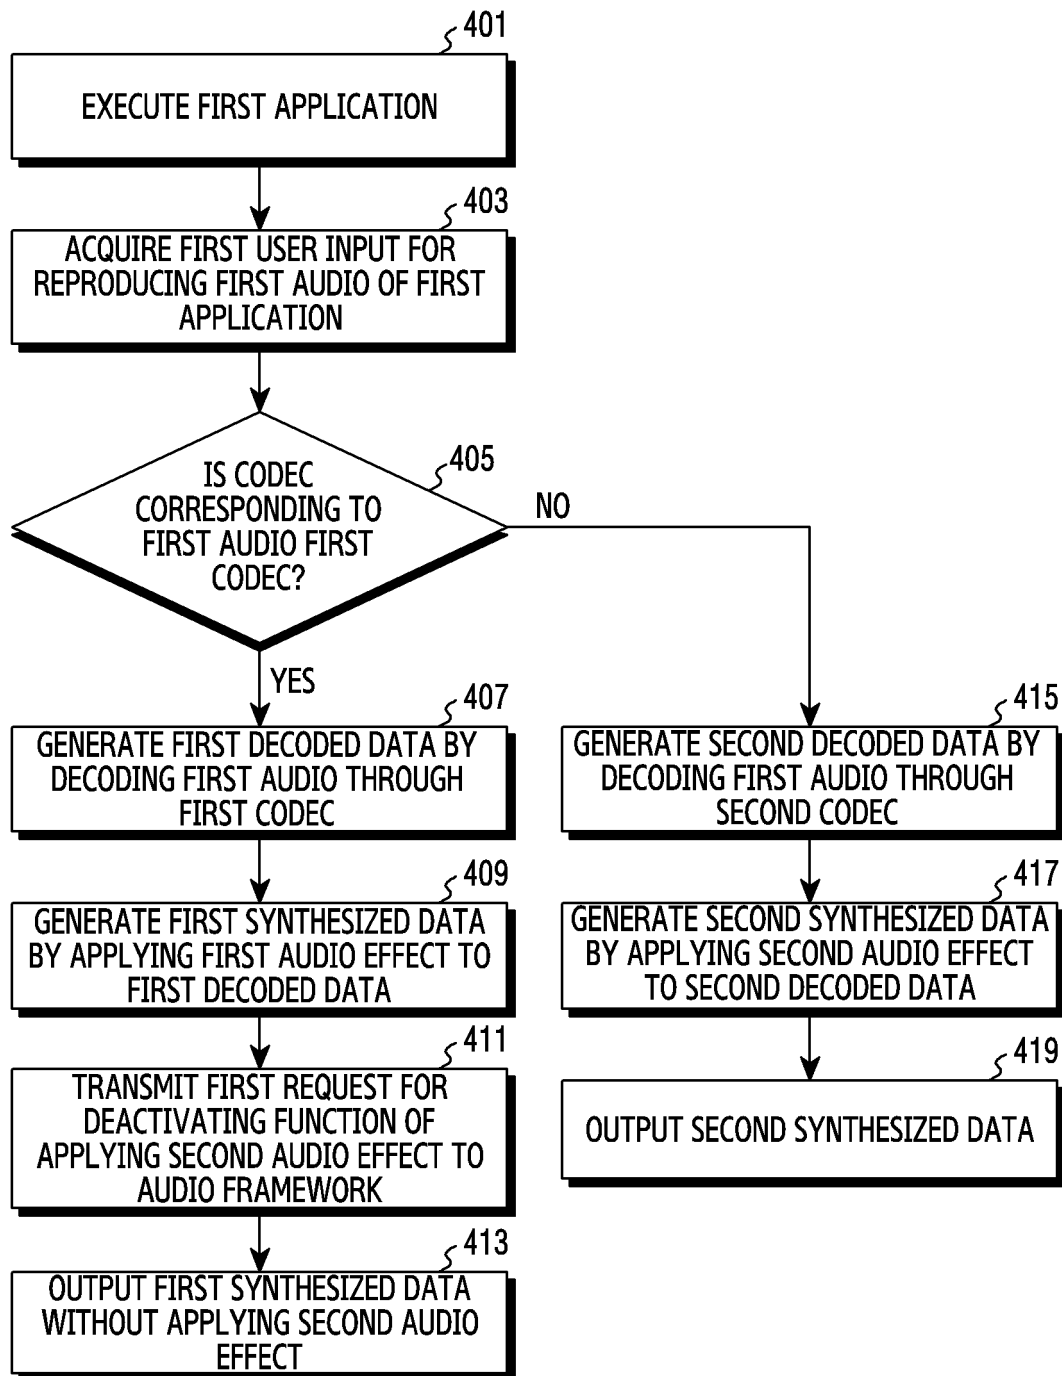 401
EXECUTE FIRST APPLICATION
403
ACQUIRE FIRST USER INPUT FOR
REPRODUCING FIRST AUDIO OF FIRST
APPLICATION
405
IS CODEC
CORRESPONDING TO
FIRST AUDIO FIRST
CODEC?
NO
YES
407
GENERATE FIRST DECODED DATA BY
DECODING FIRST AUDIO THROUGH
FIRST CODEC
409
GENERATE FIRST SYNTHESIZED DATA
BY APPLYING FIRST AUDIO EFFECT TO
FIRST DECODED DATA
411
TRANSMIT FIRST REQUEST FOR
DEACTIVATING FUNCTION OF
APPLYING SECOND AUDIO EFFECT TO
AUDIO FRAMEWORK
413
OUTPUT FIRST SYNTHESIZED DATA
WITHOUT APPLYING SECOND AUDIO
EFFECT
415
GENERATE SECOND DECODED DATA BY
DECODING FIRST AUDIO THROUGH
SECOND CODEC
417
GENERATE SECOND SYNTHESIZED DATA
BY APPLYING SECOND AUDIO EFFECT
TO SECOND DECODED DATA
419
OUTPUT SECOND SYNTHESIZED DATA